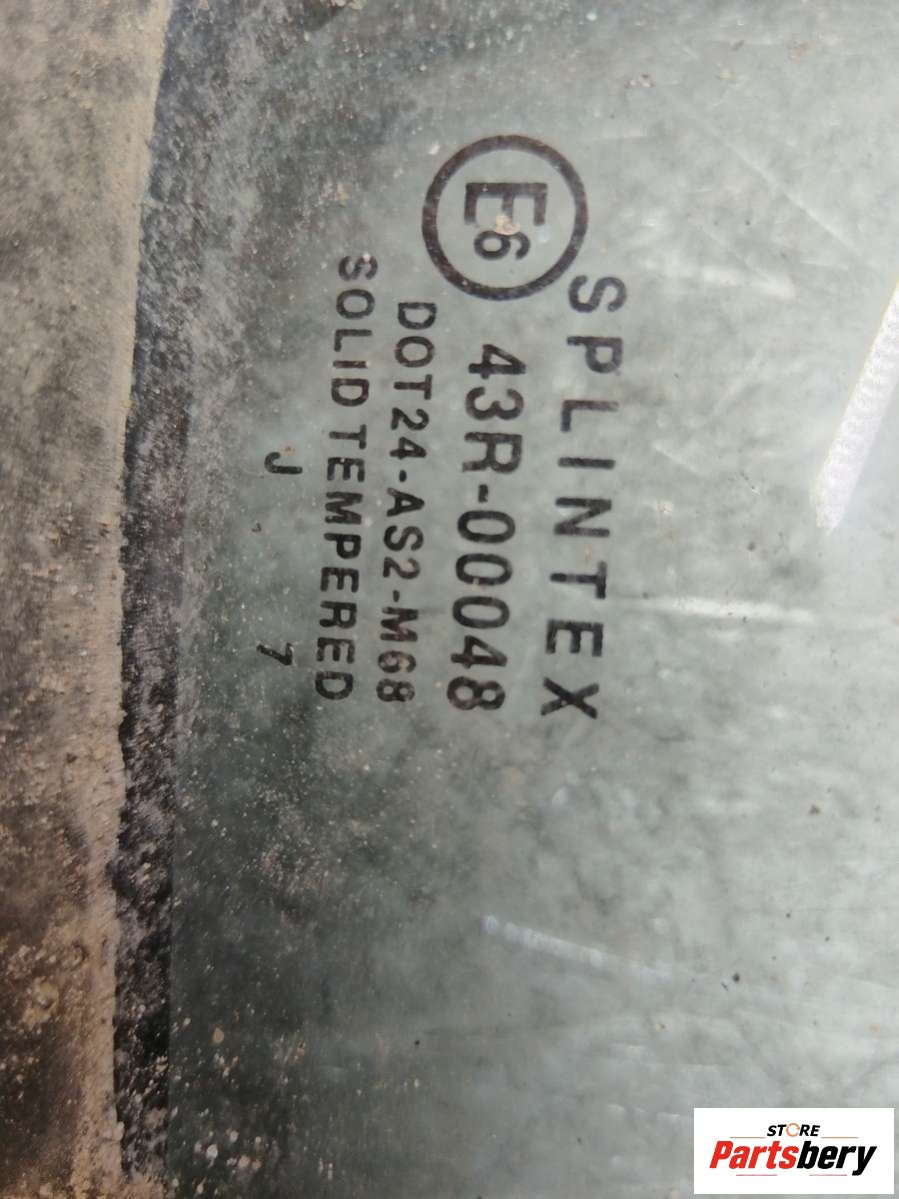 SPLINTEX
E6 43R-00048
DOT24-AS2-M68
SOLID TEMPERED
J 7
STORE
Partsbery